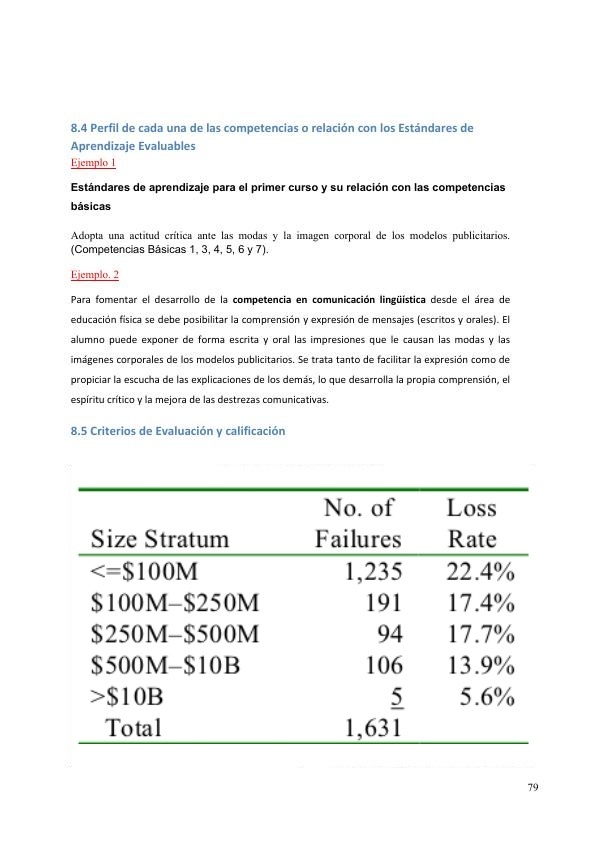 8.4 Perfil de cada una de las competencias o relación con los Estándares de
Aprendizaje Evaluables
Ejemplo 1
Estándares de aprendizaje para el primer curso y su relación con las competencias
básicas
Adopta una actitud crítica ante las modas y la imagen corporal de los modelos publicitarios.
(Competencias Básicas 1, 3, 4, 5, 6 y 7).
Ejemplo. 2
Para fomentar el desarrollo de la competencia en comunicación lingüística desde el área de
educación física se debe posibilitar la comprensión y expresión de mensajes (escritos y orales). El
alumno puede exponer de forma escrita y oral las impresiones que le causan las modas y las
imágenes corporales de los modelos publicitarios. Se trata tanto de facilitar la expresión como de
propiciar la escucha de las explicaciones de los demás, lo que desarrolla la propia comprensión, el
espíritu crítico y la mejora de las destrezas comunicativas.
8.5 Criterios de Evaluación y calificación
No. of Loss
Size Stratum Failures Rate
<=$100M 1,235 22.4%
$100M–$250M 191 17.4%
$250M–$500M 94 17.7%
$500M–$10B 106 13.9%
>$10B 5 5.6%
Total 1,631
79